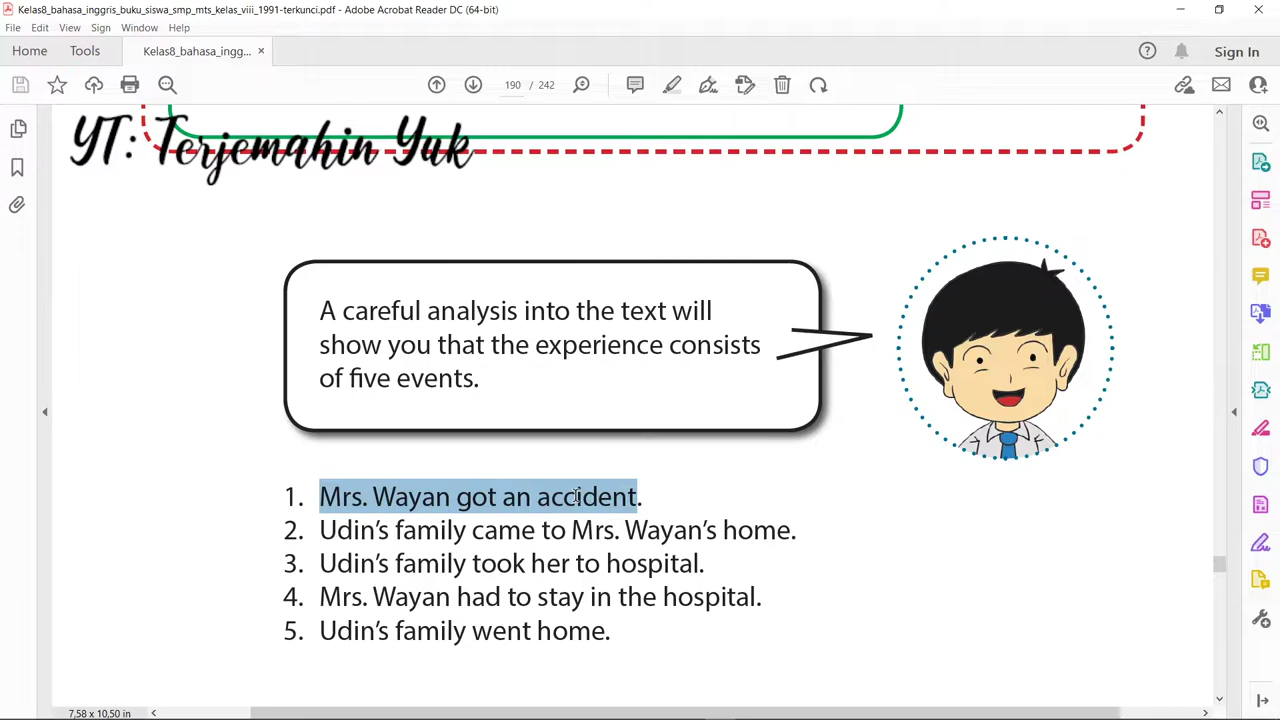 Kelas8_bahasa_inggris_buku_siswa_smp_mts_kelas_viii_1991-terkunci.pdf - Adobe Acrobat Reader DC (64-bit)
File Edit View Sign Window Help
Home Tools Kelas8_bahasa_ingg... × Sign In
190 / 242
YT: Terjemahin Yuk
A careful analysis into the text will
show you that the experience consists
of five events.
1. Mrs. Wayan got an accident.
2. Udin’s family came to Mrs. Wayan’s home.
3. Udin’s family took her to hospital.
4. Mrs. Wayan had to stay in the hospital.
5. Udin’s family went home.
7,58 x 10,50 in